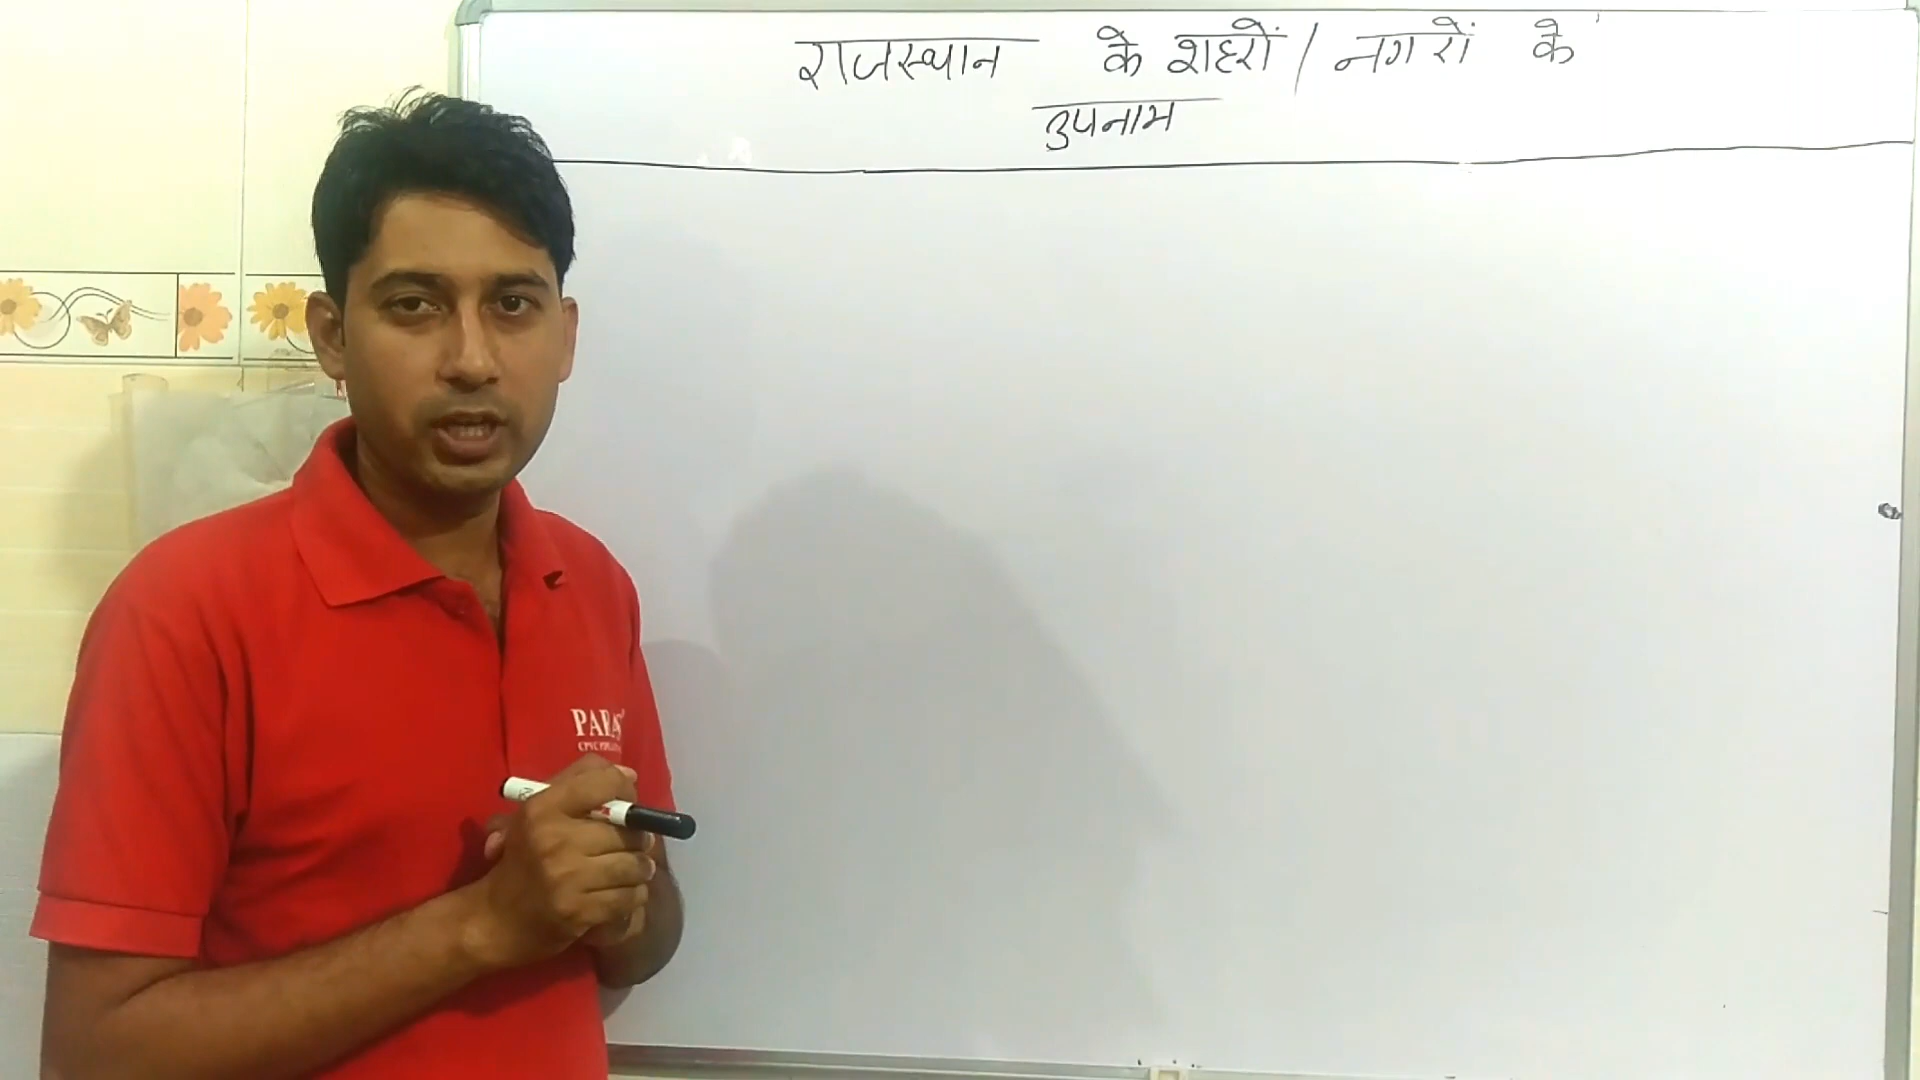 राजस्थान के शहरों / नगरों के
उपनाम